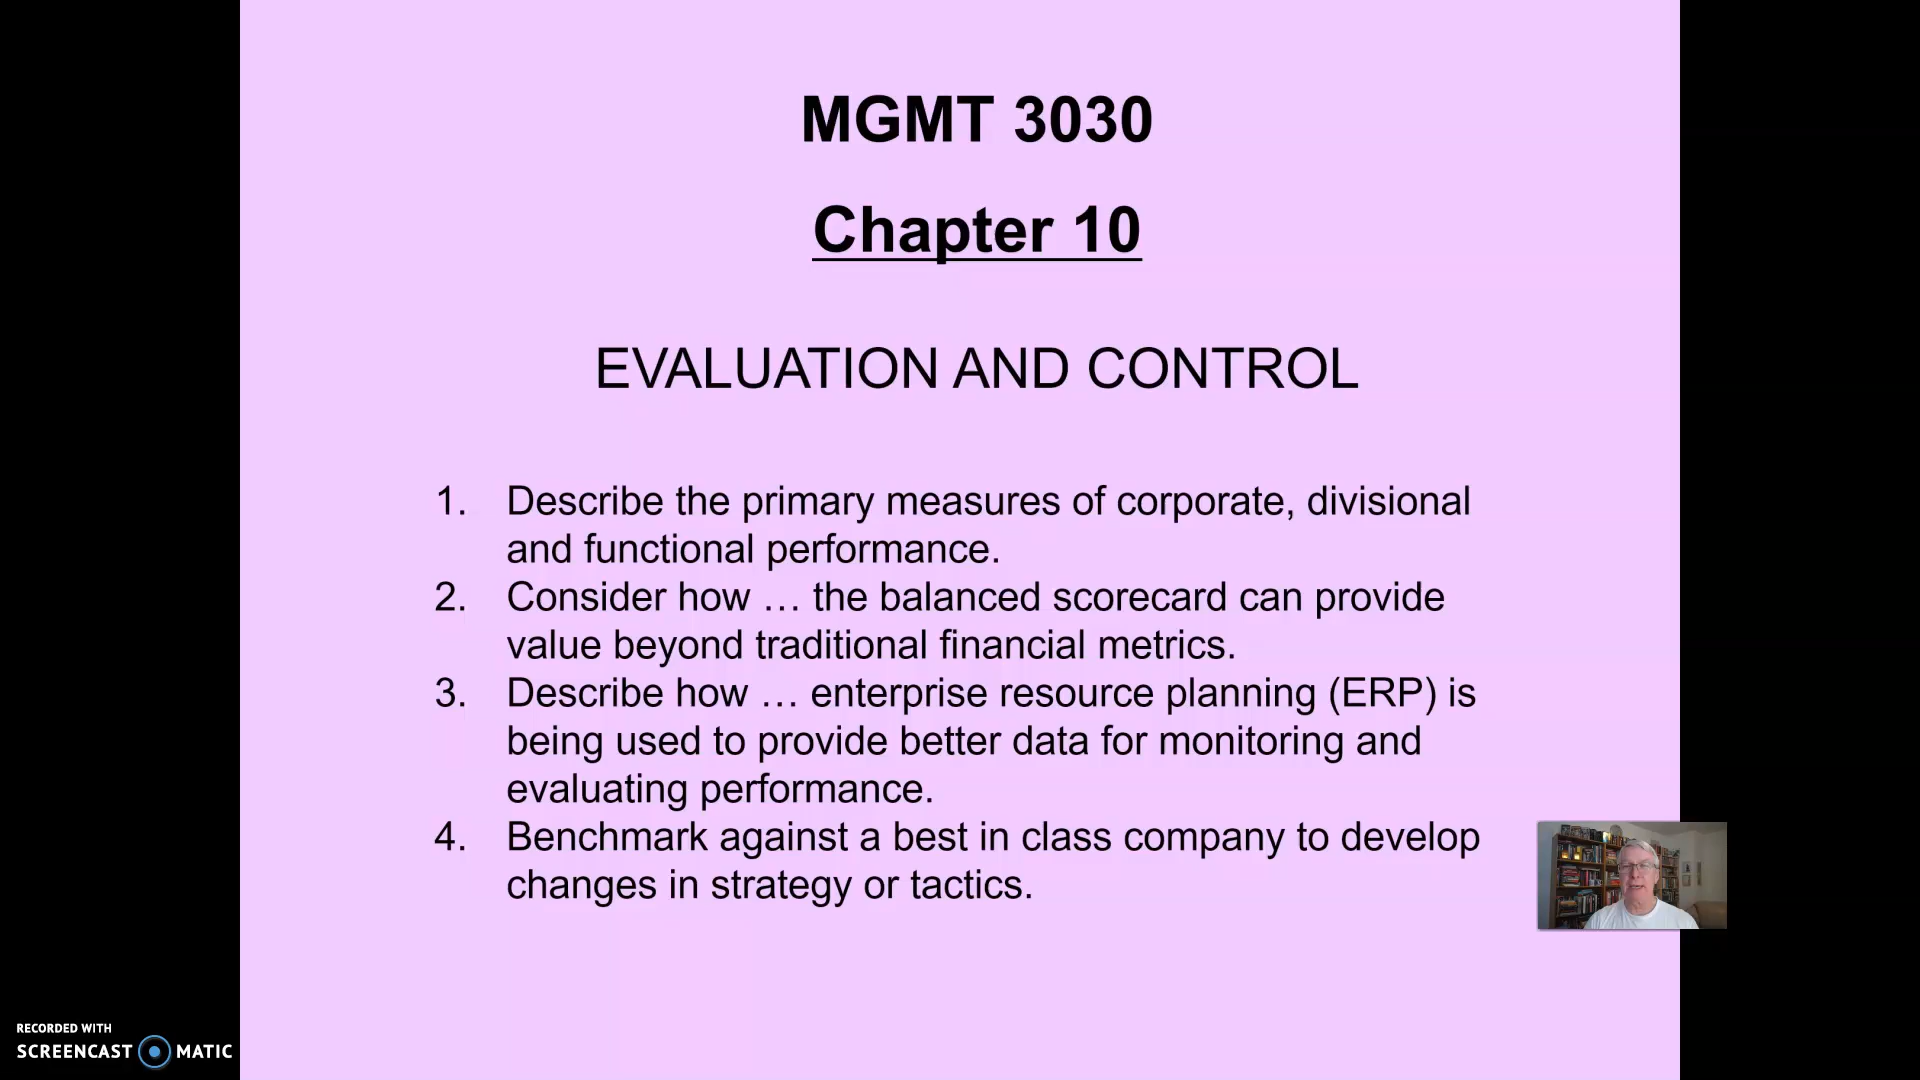 MGMT 3030
Chapter 10
EVALUATION AND CONTROL
1. Describe the primary measures of corporate, divisional
and functional performance.
2. Consider how … the balanced scorecard can provide
value beyond traditional financial metrics.
3. Describe how … enterprise resource planning (ERP) is
being used to provide better data for monitoring and
evaluating performance.
4. Benchmark against a best in class company to develop
changes in strategy or tactics.
RECORDED WITH
SCREENCAST MATIC